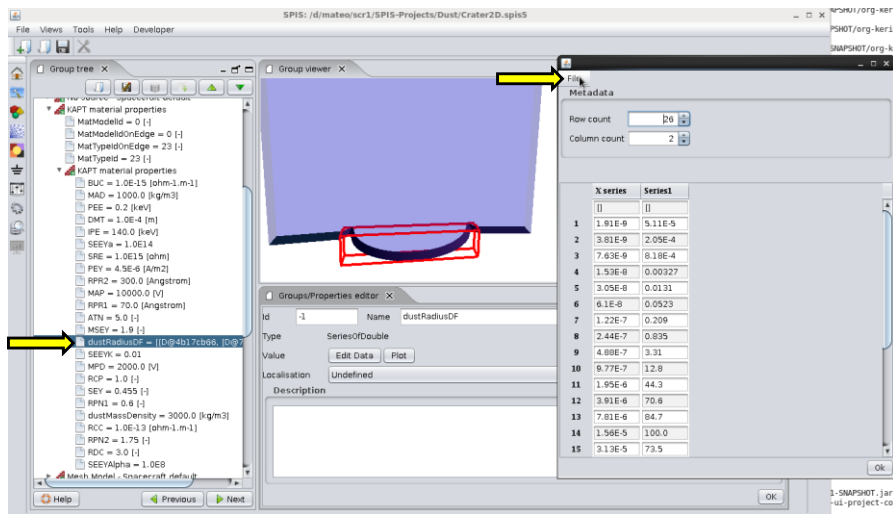 SPIS: /d/mateo/scr1/SPIS-Projects/Dust/Crater2D.spis5
File Views Tools Help Developer
Group tree X
No source - Spacecraft default
KAPT material properties
MatModelId = 0 [-]
MatModelIdOnEdge = 0 [-]
MatTypeIdOnEdge = 23 [-]
MatTypeId = 23 [-]
KAPT material properties
BUC = 1.0E-15 [ohm-1.m-1]
MAD = 1000.0 [kg/m3]
PEE = 0.2 [keV]
DMT = 1.0E-4 [m]
IPE = 140.0 [keV]
SEEYa = 1.0E14
SRE = 1.0E15 [ohm]
PEY = 4.5E-6 [A/m2]
RPR2 = 300.0 [Angstrom]
MAP = 10000.0 [V]
RPR1 = 70.0 [Angstrom]
ATN = 5.0 [-]
MSEY = 1.9 [-]
dustRadiusDF = [[D@4b17cb66, [D@7
SEEYK = 0.01
MPD = 2000.0 [V]
RCP = 1.0 [-]
SEY = 0.455 [-]
RPN1 = 0.6 [-]
dustMassDensity = 3000.0 [kg/m3]
RCC = 1.0E-13 [ohm-1.m-1]
RPN2 = 1.75 [-]
RDC = 3.0 [-]
SEEYAlpha = 1.0E8
Mesh Model - Spacecraft default
Help Previous Next
Group viewer X
Groups/Properties editor X
Id -1 Name dustRadiusDF
Type SeriesOfDouble
Value Edit Data Plot
Localisation Undefined
Description
OK
File
Metadata
Row count 26
Column count 2
X series Series1
[] []
1 1.91E-9 5.11E-5
2 3.81E-9 2.05E-4
3 7.63E-9 8.18E-4
4 1.53E-8 0.00327
5 3.05E-8 0.0131
6 6.1E-8 0.0523
7 1.22E-7 0.209
8 2.44E-7 0.835
9 4.88E-7 3.31
10 9.77E-7 12.8
11 1.95E-6 44.3
12 3.91E-6 70.6
13 7.81E-6 84.7
14 1.56E-5 100.0
15 3.13E-5 73.5
Ok
PSHOT/org-keri
SNAPSHOT/org-k
1-SNAPSHOT.jar
-ui-project-co